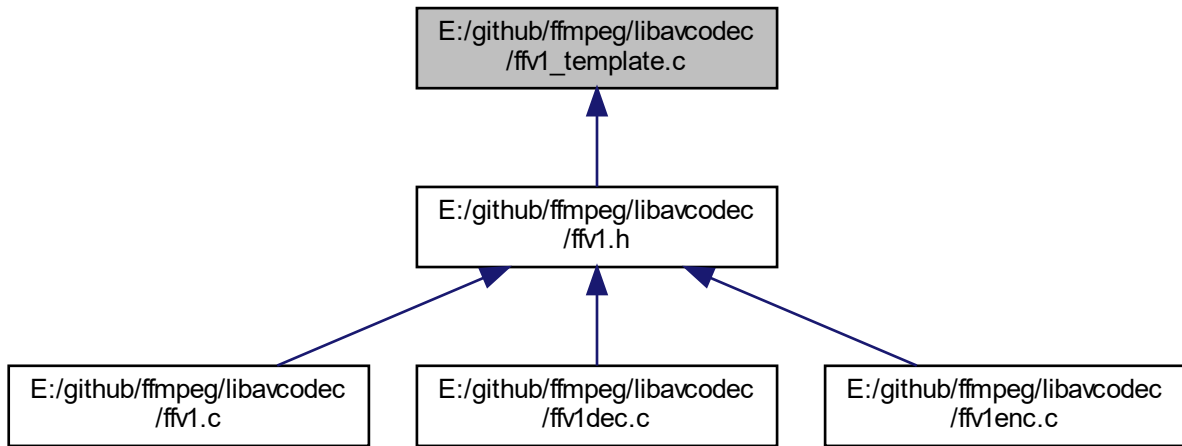 E:/github/ffmpeg/libavcodec
/ffv1_template.c
E:/github/ffmpeg/libavcodec
/ffv1.h
E:/github/ffmpeg/libavcodec
/ffv1.c
E:/github/ffmpeg/libavcodec
/ffv1dec.c
E:/github/ffmpeg/libavcodec
/ffv1enc.c